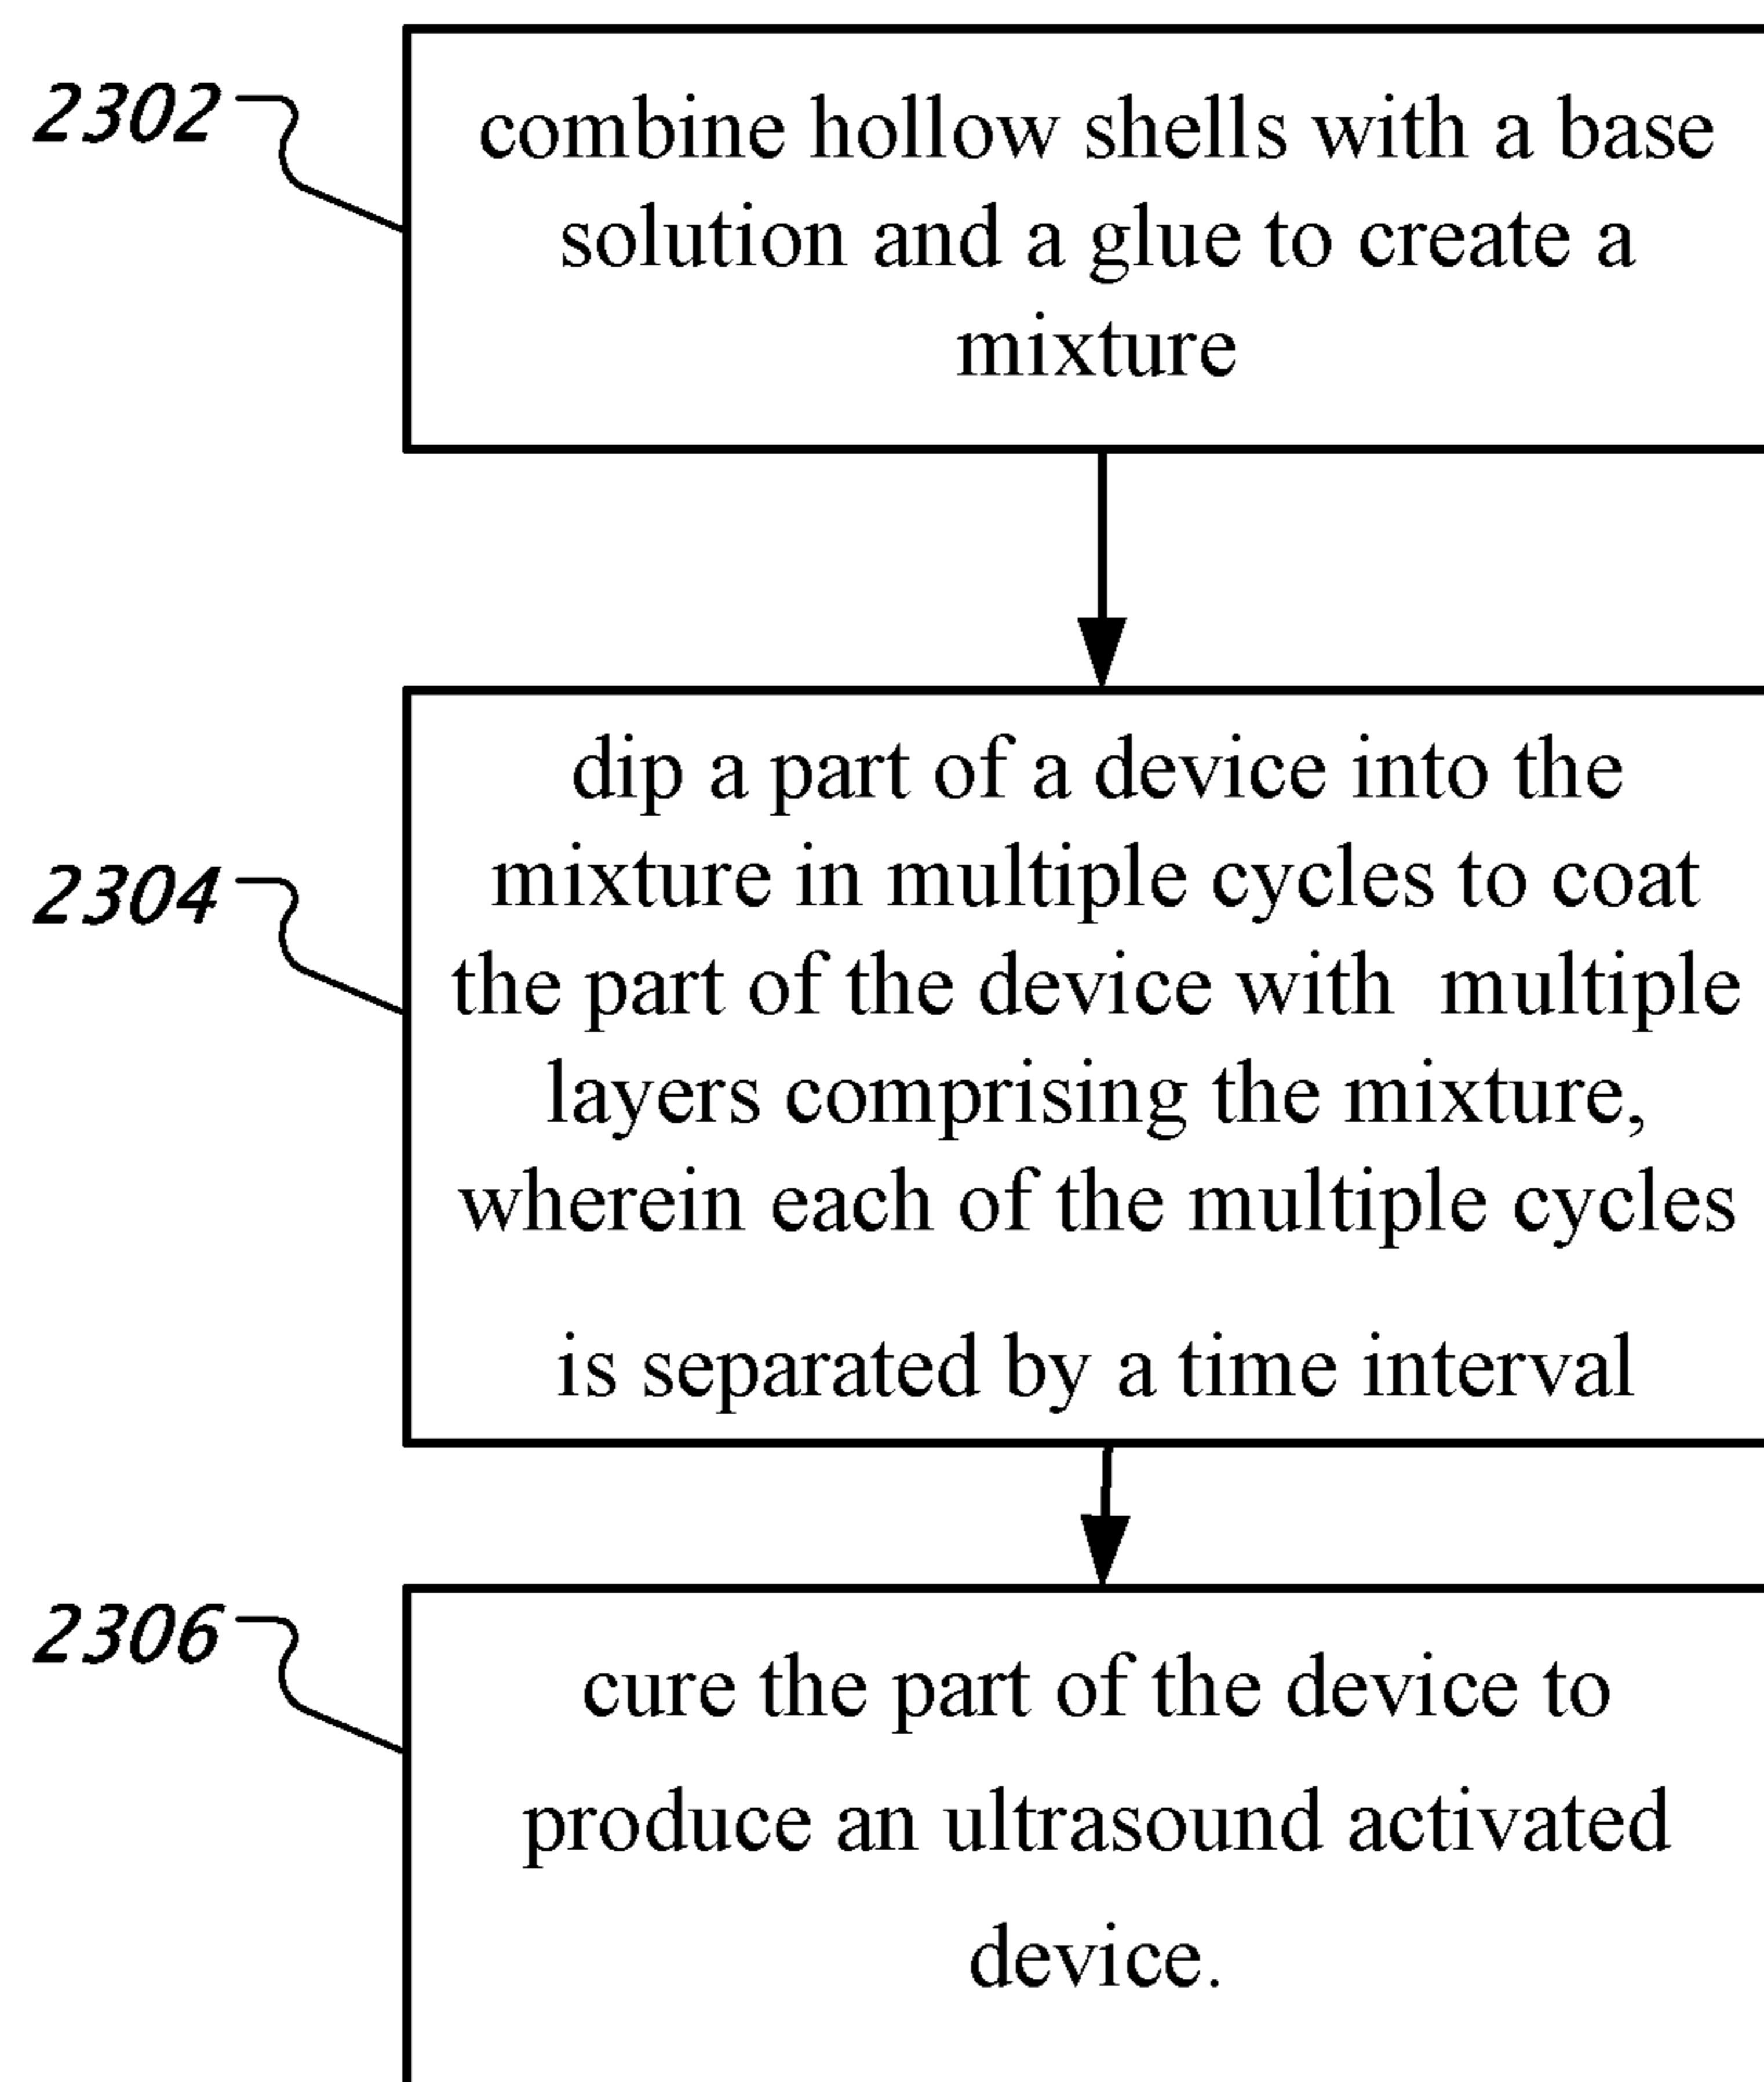 2302
combine hollow shells with a base
solution and a glue to create a
mixture
2304
dip a part of a device into the
mixture in multiple cycles to coat
the part of the device with  multiple
layers comprising the mixture,
wherein each of the multiple cycles
is separated by a time interval
2306
cure the part of the device to
produce an ultrasound activated
device.